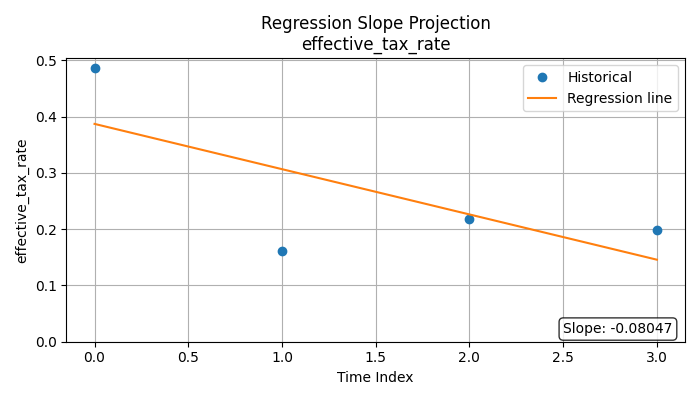 Regression Slope Projection
effective_tax_rate
0.5
0.4
0.3
0.2
0.1
0.0
effective_tax_rate
Historical
Regression line
Slope: -0.08047
0.0 0.5 1.0 1.5 2.0 2.5 3.0
Time Index